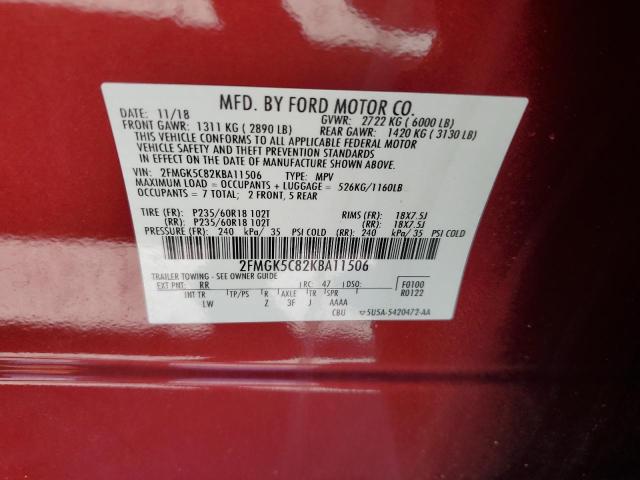 MFD. BY FORD MOTOR CO.
DATE: 11/18 GVWR: 2722 KG ( 6000 LB)
FRONT GAWR: 1311 KG ( 2890 LB) REAR GAWR: 1420 KG ( 3130 LB)
THIS VEHICLE CONFORMS TO ALL APPLICABLE FEDERAL MOTOR
VEHICLE SAFETY AND THEFT PREVENTION STANDARDS IN
EFFECT ON THE DATE OF MANUFACTURE SHOWN ABOVE.
VIN: 2FMGK5C82KBA11506 TYPE: MPV
MAXIMUM LOAD = OCCUPANTS + LUGGAGE = 526KG/1160LB
OCCUPANTS = 7 TOTAL; 2 FRONT, 5 REAR
TIRE (FR): P235/60R18 102T RIMS (FR): 18X7.5J
(RR): P235/60R18 102T (RR): 18X7.5J
PRESSURE (FR): 240 kPa/ 35 PSI COLD (RR): 240 kPa/ 35 PSI COLD
2FMGK5C82KBA11506
TRAILER TOWING - SEE OWNER GUIDE
EXT PNT: RR RC: 47 DSO: F0100
R0122
INT TR TP/PS R AXLE TR SPR
LW Z 3F J AAAA
CBU 5USA-5420472-AA